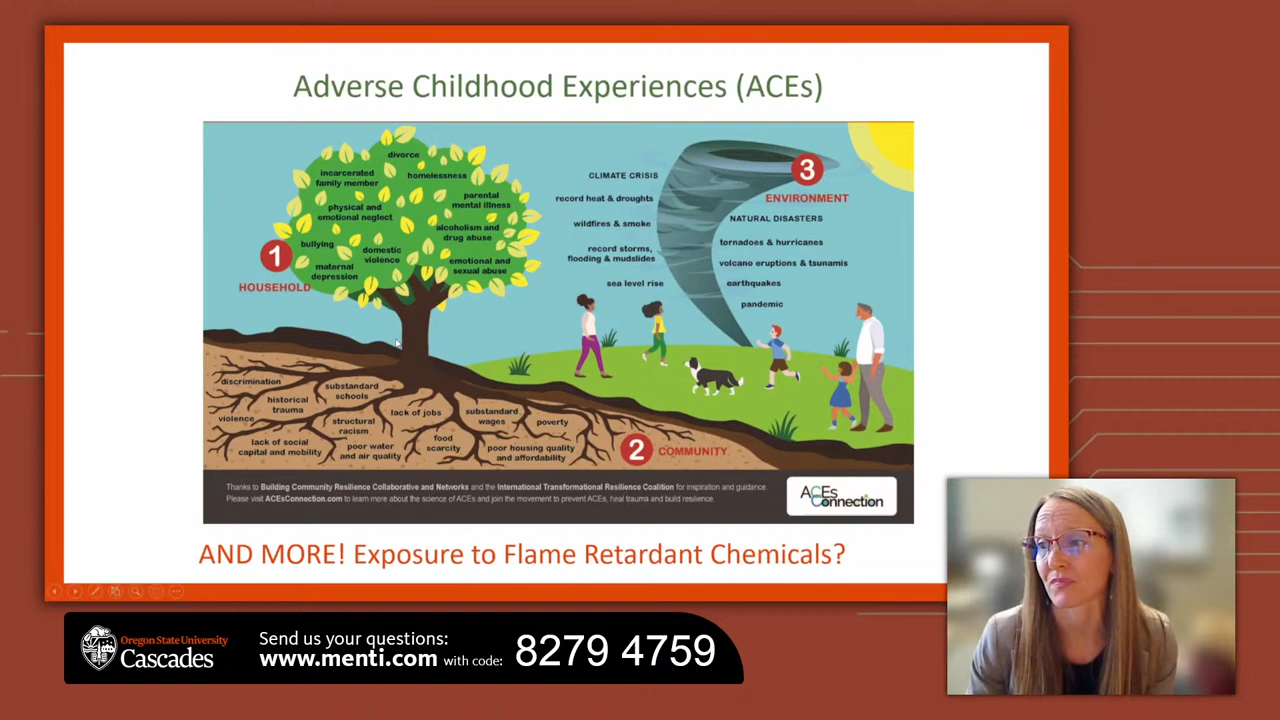 Adverse Childhood Experiences (ACEs)
divorce
incarcerated
family member
homelessness
physical and
emotional neglect
parental
mental illness
alcoholism and
drug abuse
bullying
domestic
violence
maternal
depression
emotional and
sexual abuse
1
HOUSEHOLD
CLIMATE CRISIS
record heat & droughts
wildfires & smoke
record storms,
flooding & mudslides
sea level rise
3
ENVIRONMENT
NATURAL DISASTERS
tornadoes & hurricanes
volcano eruptions & tsunamis
earthquakes
pandemic
discrimination
substandard
schools
historical
trauma
lack of jobs
substandard
wages
violence
structural
racism
poverty
lack of social
capital and mobility
poor water
and air quality
food
scarcity
poor housing quality
and affordability
2
COMMUNITY
Thanks to Building Community Resilience Collaborative and Networks and the International Transformational Resilience Coalition for inspiration and guidance.
Please visit ACEsConnection.com to learn more about the science of ACEs and join the movement to prevent ACEs, heal trauma and build resilience.
ACEs
Connection
AND MORE! Exposure to Flame Retardant Chemicals?
Oregon State University
Cascades
Send us your questions:
www.menti.com with code:
8279 4759